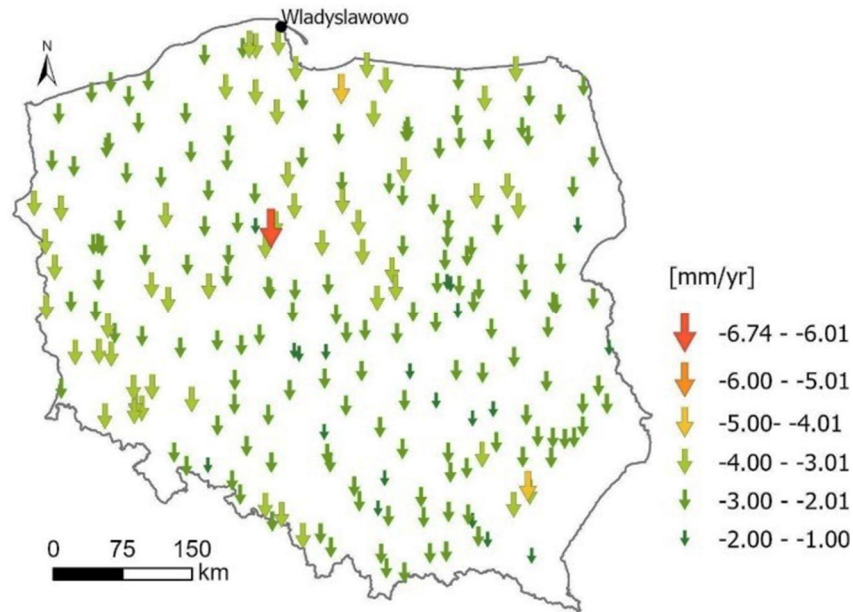 Wladyslawowo
N
[mm/yr]
-6.74 - -6.01
-6.00 - -5.01
-5.00- -4.01
-4.00 - -3.01
-3.00 - -2.01
-2.00 - -1.00
0 75 150
km